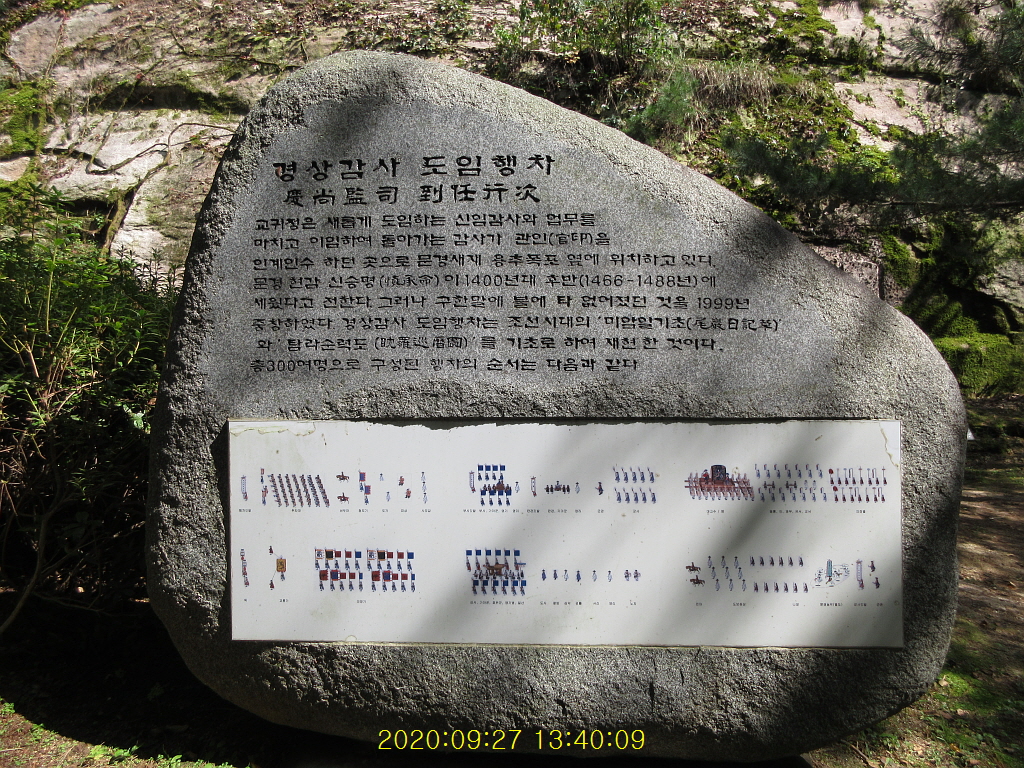 경상감사 도임행차
慶尙監司 到任行次
교귀정은 새롭게 도임하는 신임감사와 업무를
마치고 이임하여 돌아가는 감사가 관인(官印)을
인계인수 하던 곳으로 문경새재 용추폭포 옆에 위치하고 있다.
문경 현감 신승명(愼承命)이 1400년대 후반(1466-1488년)에
세웠다고 전한다. 그러나 구한말에 불에 타 없어졌던 것을 1999년
중창하였다. 경상감사 도임행차는 조선시대의 '미암일기초(尾巖日記草)'
와' 탐라순력도 (耽羅巡歷圖)' 를 기초로 하여 재현 한 것이다.
총300여명으로 구성된 행차의 순서는 다음과 같다
2020:09:27 13:40:09